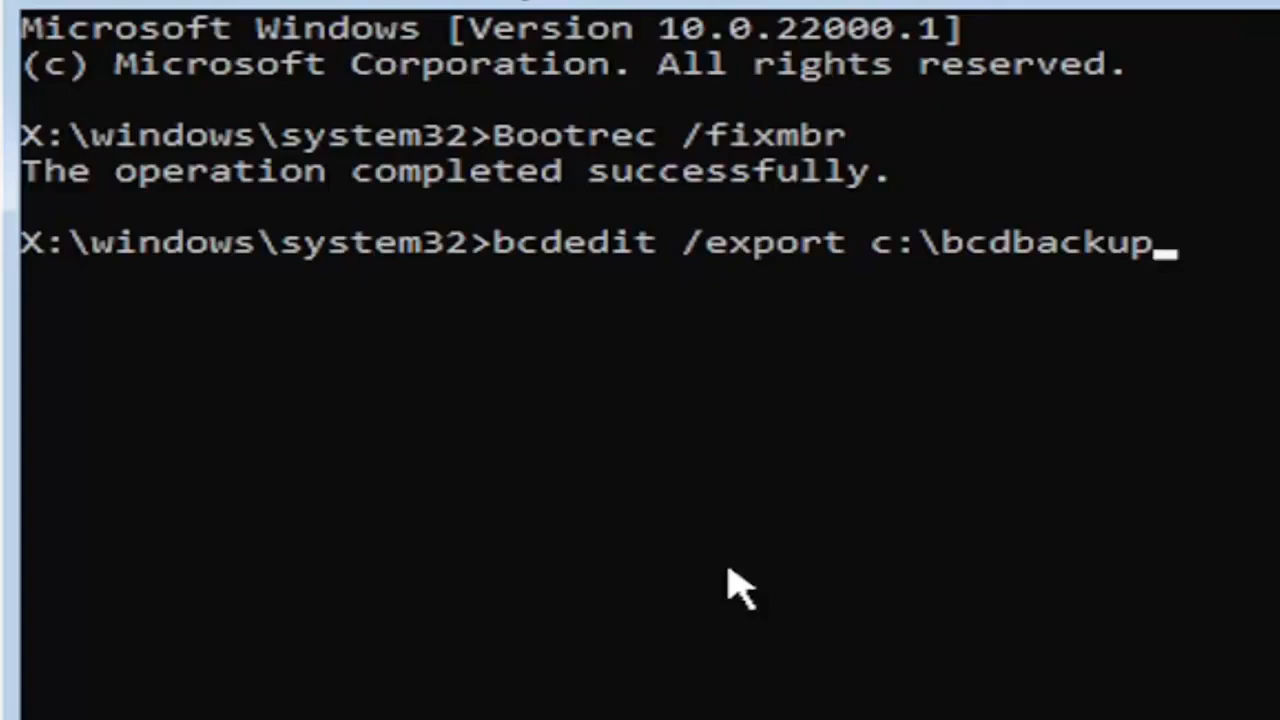 Microsoft Windows [Version 10.0.22000.1]
(c) Microsoft Corporation. All rights reserved.
X:\windows\system32>Bootrec /fixmbr
The operation completed successfully.
X:\windows\system32>bcdedit /export c:\bcdbackup